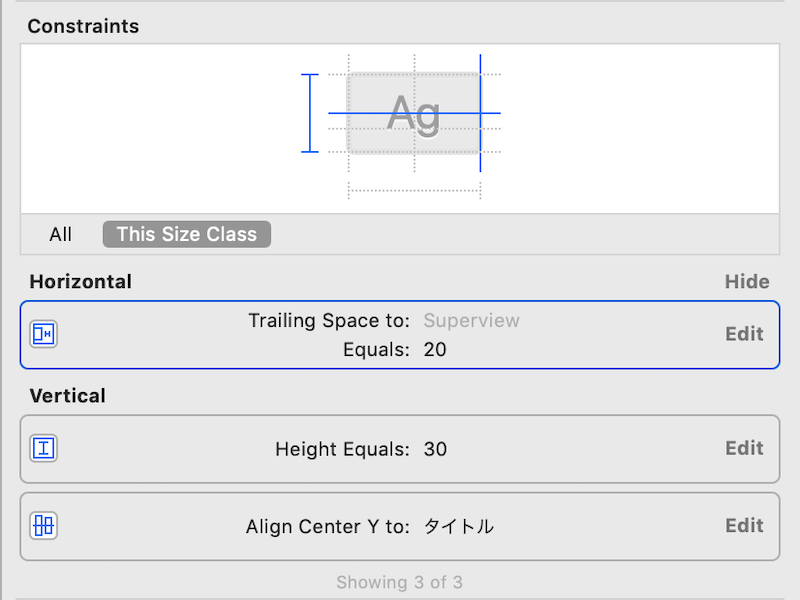 Constraints
Ag
All
This Size Class
Horizontal
Hide
Trailing Space to: Superview
Equals: 20
Edit
Vertical
Height Equals: 30
Edit
Align Center Y to: タイトル
Edit
Showing 3 of 3